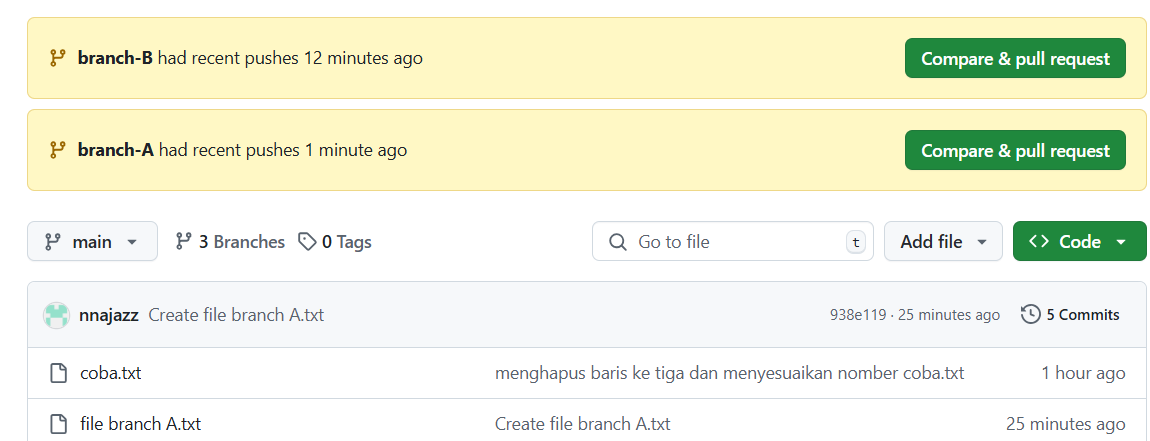 branch-B had recent pushes 12 minutes ago Compare & pull request
branch-A had recent pushes 1 minute ago Compare & pull request
main 3 Branches 0 Tags Go to file t Add file Code
nnajazz Create file branch A.txt 938e119 · 25 minutes ago 5 Commits
coba.txt menghapus baris ke tiga dan menyesuaikan nomber coba.txt 1 hour ago
file branch A.txt Create file branch A.txt 25 minutes ago